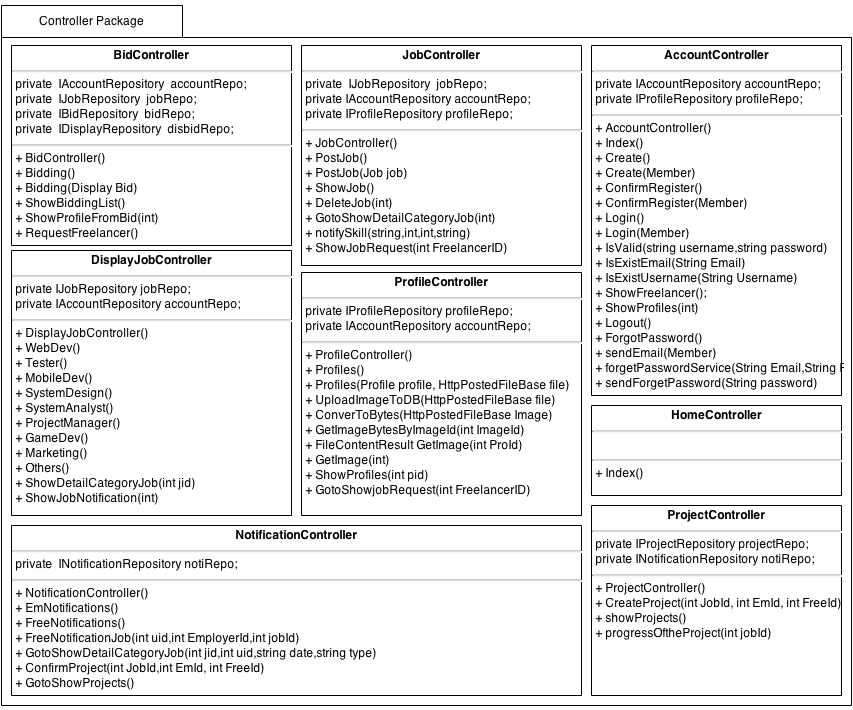 Controller Package
BidController
private IAccountRepository accountRepo;
private IJobRepository jobRepo;
private IBidRepository bidRepo;
private IDisplayRepository disbidRepo;
+ BidController()
+ Bidding()
+ Bidding(Display Bid)
+ ShowBiddingList()
+ ShowProfileFromBid(int)
+ RequestFreelancer()
DisplayJobController
private IJobRepository jobRepo;
private IAccountRepository accountRepo;
+ DisplayJobController()
+ WebDev()
+ Tester()
+ MobileDev()
+ SystemDesign()
+ SystemAnalyst()
+ ProjectManager()
+ GameDev()
+ Marketing()
+ Others()
+ ShowDetailCategoryJob(int jid)
+ ShowJobNotification(int)
JobController
private IJobRepository jobRepo;
private IAccountRepository accountRepo;
private IProfileRepository profileRepo;
+ JobController()
+ PostJob()
+ PostJob(Job job)
+ ShowJob()
+ DeleteJob(int)
+ GotoShowDetailCategoryJob(int)
+ notifySkill(string,int,int,string)
+ ShowJobRequest(int FreelancerID)
ProfileController
private IProfileRepository profileRepo;
private IAccountRepository accountRepo;
+ ProfileController()
+ Profiles()
+ Profiles(Profile profile, HttpPostedFileBase file)
+ UploadImageToDB(HttpPostedFileBase file)
+ ConverToBytes(HttpPostedFileBase Image)
+ GetImageBytesByImageId(int ImageId)
+ FileContentResult GetImage(int ProId)
+ GetImage(int)
+ ShowProfiles(int pid)
+ GotoShowjobRequest(int FreelancerID)
AccountController
private IAccountRepository accountRepo;
private IProfileRepository profileRepo;
+ AccountController()
+ Index()
+ Create()
+ Create(Member)
+ ConfirmRegister()
+ ConfirmRegister(Member)
+ Login()
+ Login(Member)
+ IsValid(string username,string password)
+ IsExistEmail(String Email)
+ IsExistUsername(String Username)
+ ShowFreelancer();
+ ShowProfiles(int)
+ Logout()
+ ForgotPassword()
+ sendEmail(Member)
+ forgetPasswordService(String Email,String
+ sendForgetPassword(String password)
HomeController
+ Index()
NotificationController
private INotificationRepository notiRepo;
+ NotificationController()
+ EmNotifications()
+ FreeNotifications()
+ FreeNotificationJob(int uid,int EmployerId,int jobId)
+ GotoShowDetailCategoryJob(int jid,int uid,string date,string type)
+ ConfirmProject(int JobId,int EmId, int FreeId)
+ GotoShowProjects()
ProjectController
private IProjectRepository projectRepo;
private INotificationRepository notiRepo;
+ ProjectController()
+ CreateProject(int JobId, int EmId, int FreeId)
+ showProjects()
+ progressOftheProject(int jobId)